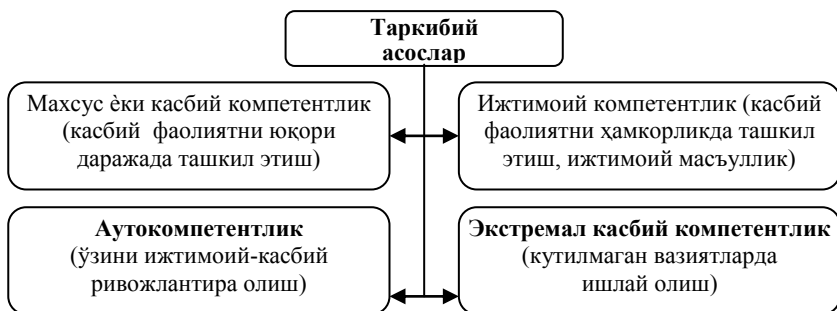 Таркибий
асослар
Махсус ѐки касбий компетентлик
(касбий фаолиятни юқори
даражада ташкил этиш)
Ижтимоий компетентлик (касбий
фаолиятни ҳамкорликда ташкил
этиш, ижтимоий масъуллик)
Аутокомпетентлик
(ўзини ижтимоий-касбий
ривожлантира олиш)
Экстремал касбий компетентлик
(кутилмаган вазиятларда
ишлай олиш)